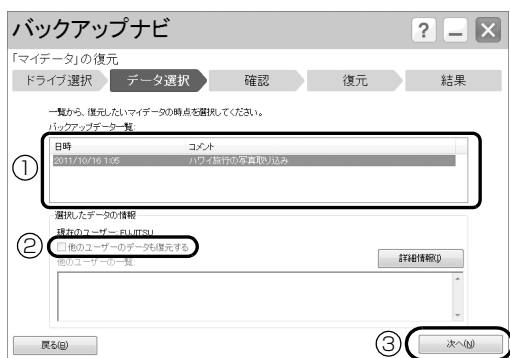 バックアップナビ
?
「マイデータ」の復元
ドライブ選択 データ選択 確認 復元 結果
一覧から、復元したいマイデータの時点を選択してください。
バックアップデータ一覧:
日時 コメント
① 2011/10/16 1:05 ハワイ旅行の写真取り込み
選択したデータの情報
現在のユーザー: FUJITSU
② 他のユーザーのデータも復元する
他のユーザーの一覧:
詳細情報(I)
戻る(B) ③ 次へ(N)